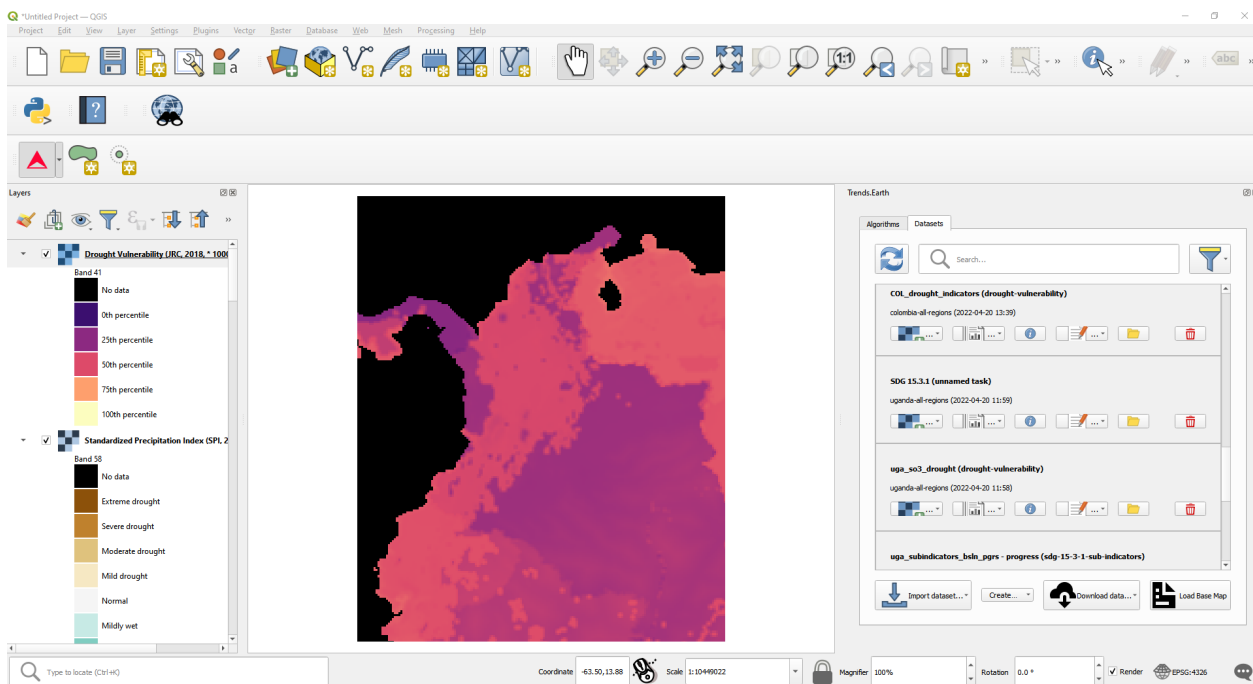 *Untitled Project — QGIS
Project Edit View Layer Settings Plugins Vector Raster Database Web Mesh Processing Help
1:1
abc
Layers
Drought Vulnerability (JRC, 2018, * 1000
Band 41
No data
0th percentile
25th percentile
50th percentile
75th percentile
100th percentile
Standardized Precipitation Index (SPI, 2
Band 58
No data
Extreme drought
Severe drought
Moderate drought
Mild drought
Normal
Mildly wet
Trends.Earth
Algorithms Datasets
Search...
COL_drought_indicators (drought-vulnerability)
colombia-all-regions (2022-04-20 13:39)
SDG 15.3.1 (unnamed task)
uganda-all-regions (2022-04-20 11:59)
uga_so3_drought (drought-vulnerability)
uganda-all-regions (2022-04-20 11:58)
uga_subindicators_bsln_pgrs - progress (sdg-15-3-1-sub-indicators)
Import dataset... Create... Download data... Load Base Map
Type to locate (Ctrl+K) Coordinate -63.50,13.88 Scale 1:10449022 Magnifier 100% Rotation 0.0 ° Render EPSG:4326